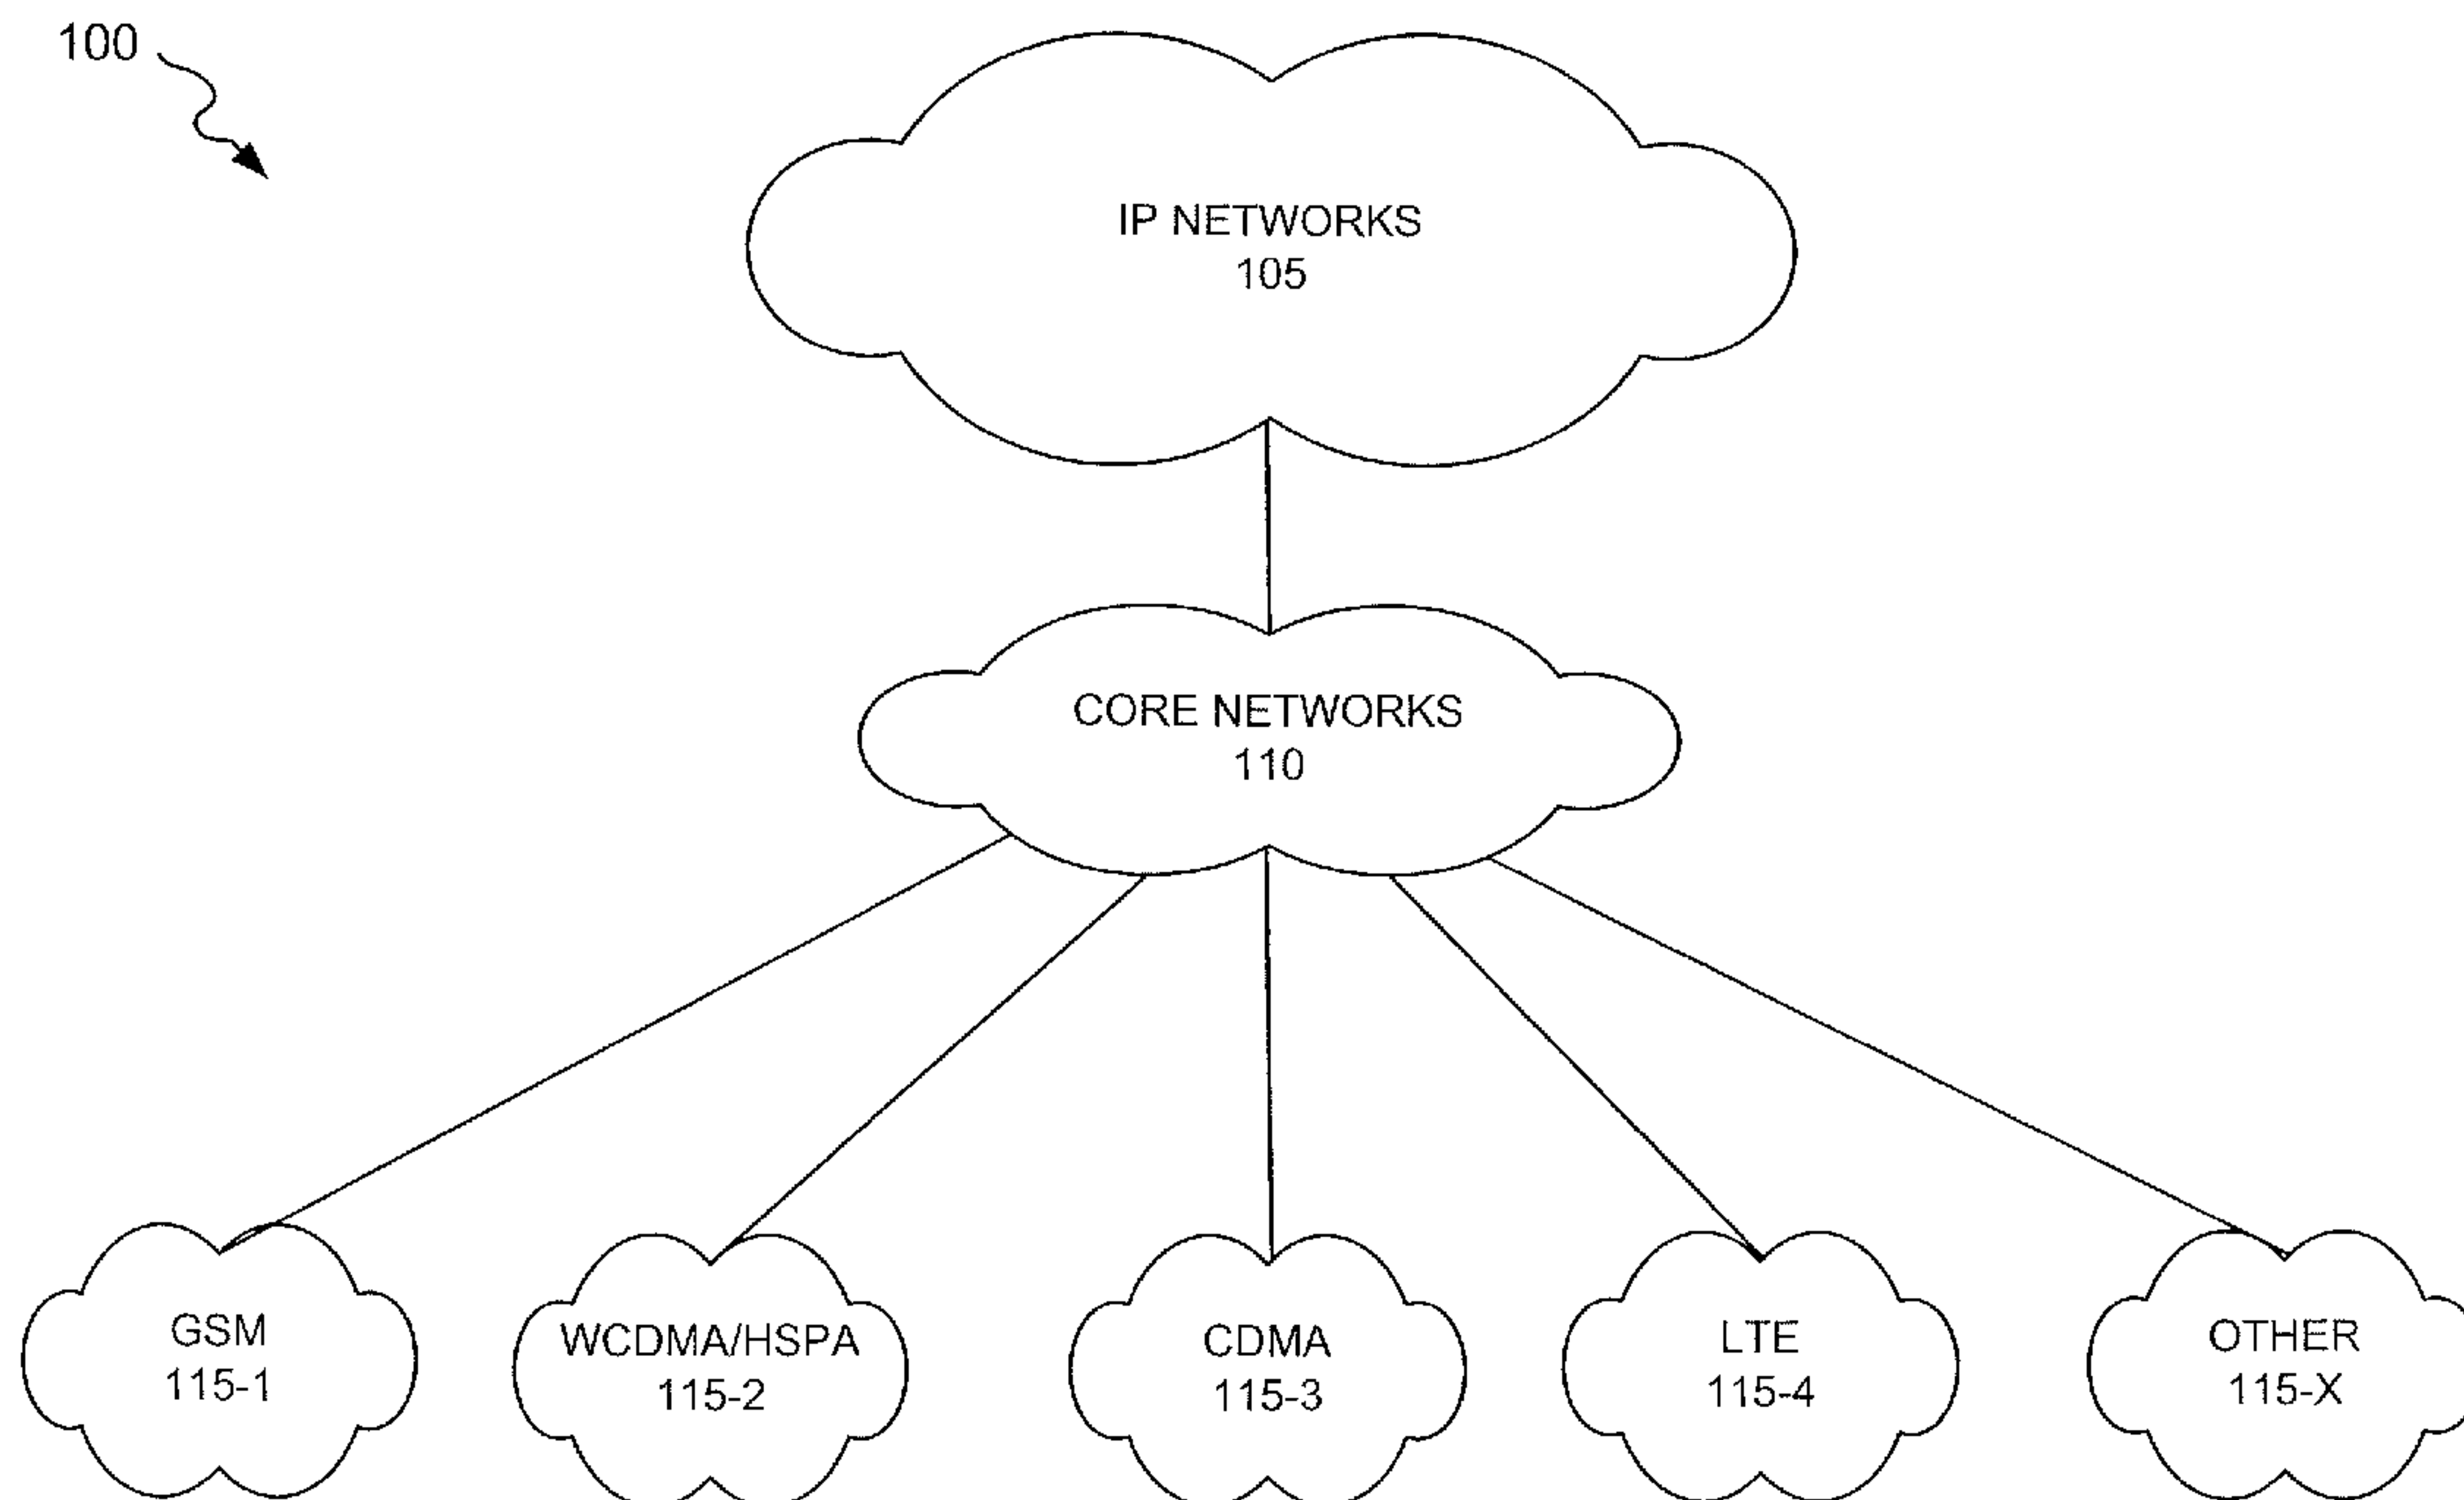 100
IP NETWORKS
105
CORE NETWORKS
110
GSM
115-1
WCDMA/HSPA
115-2
CDMA
115-3
LTE
115-4
OTHER
115-X